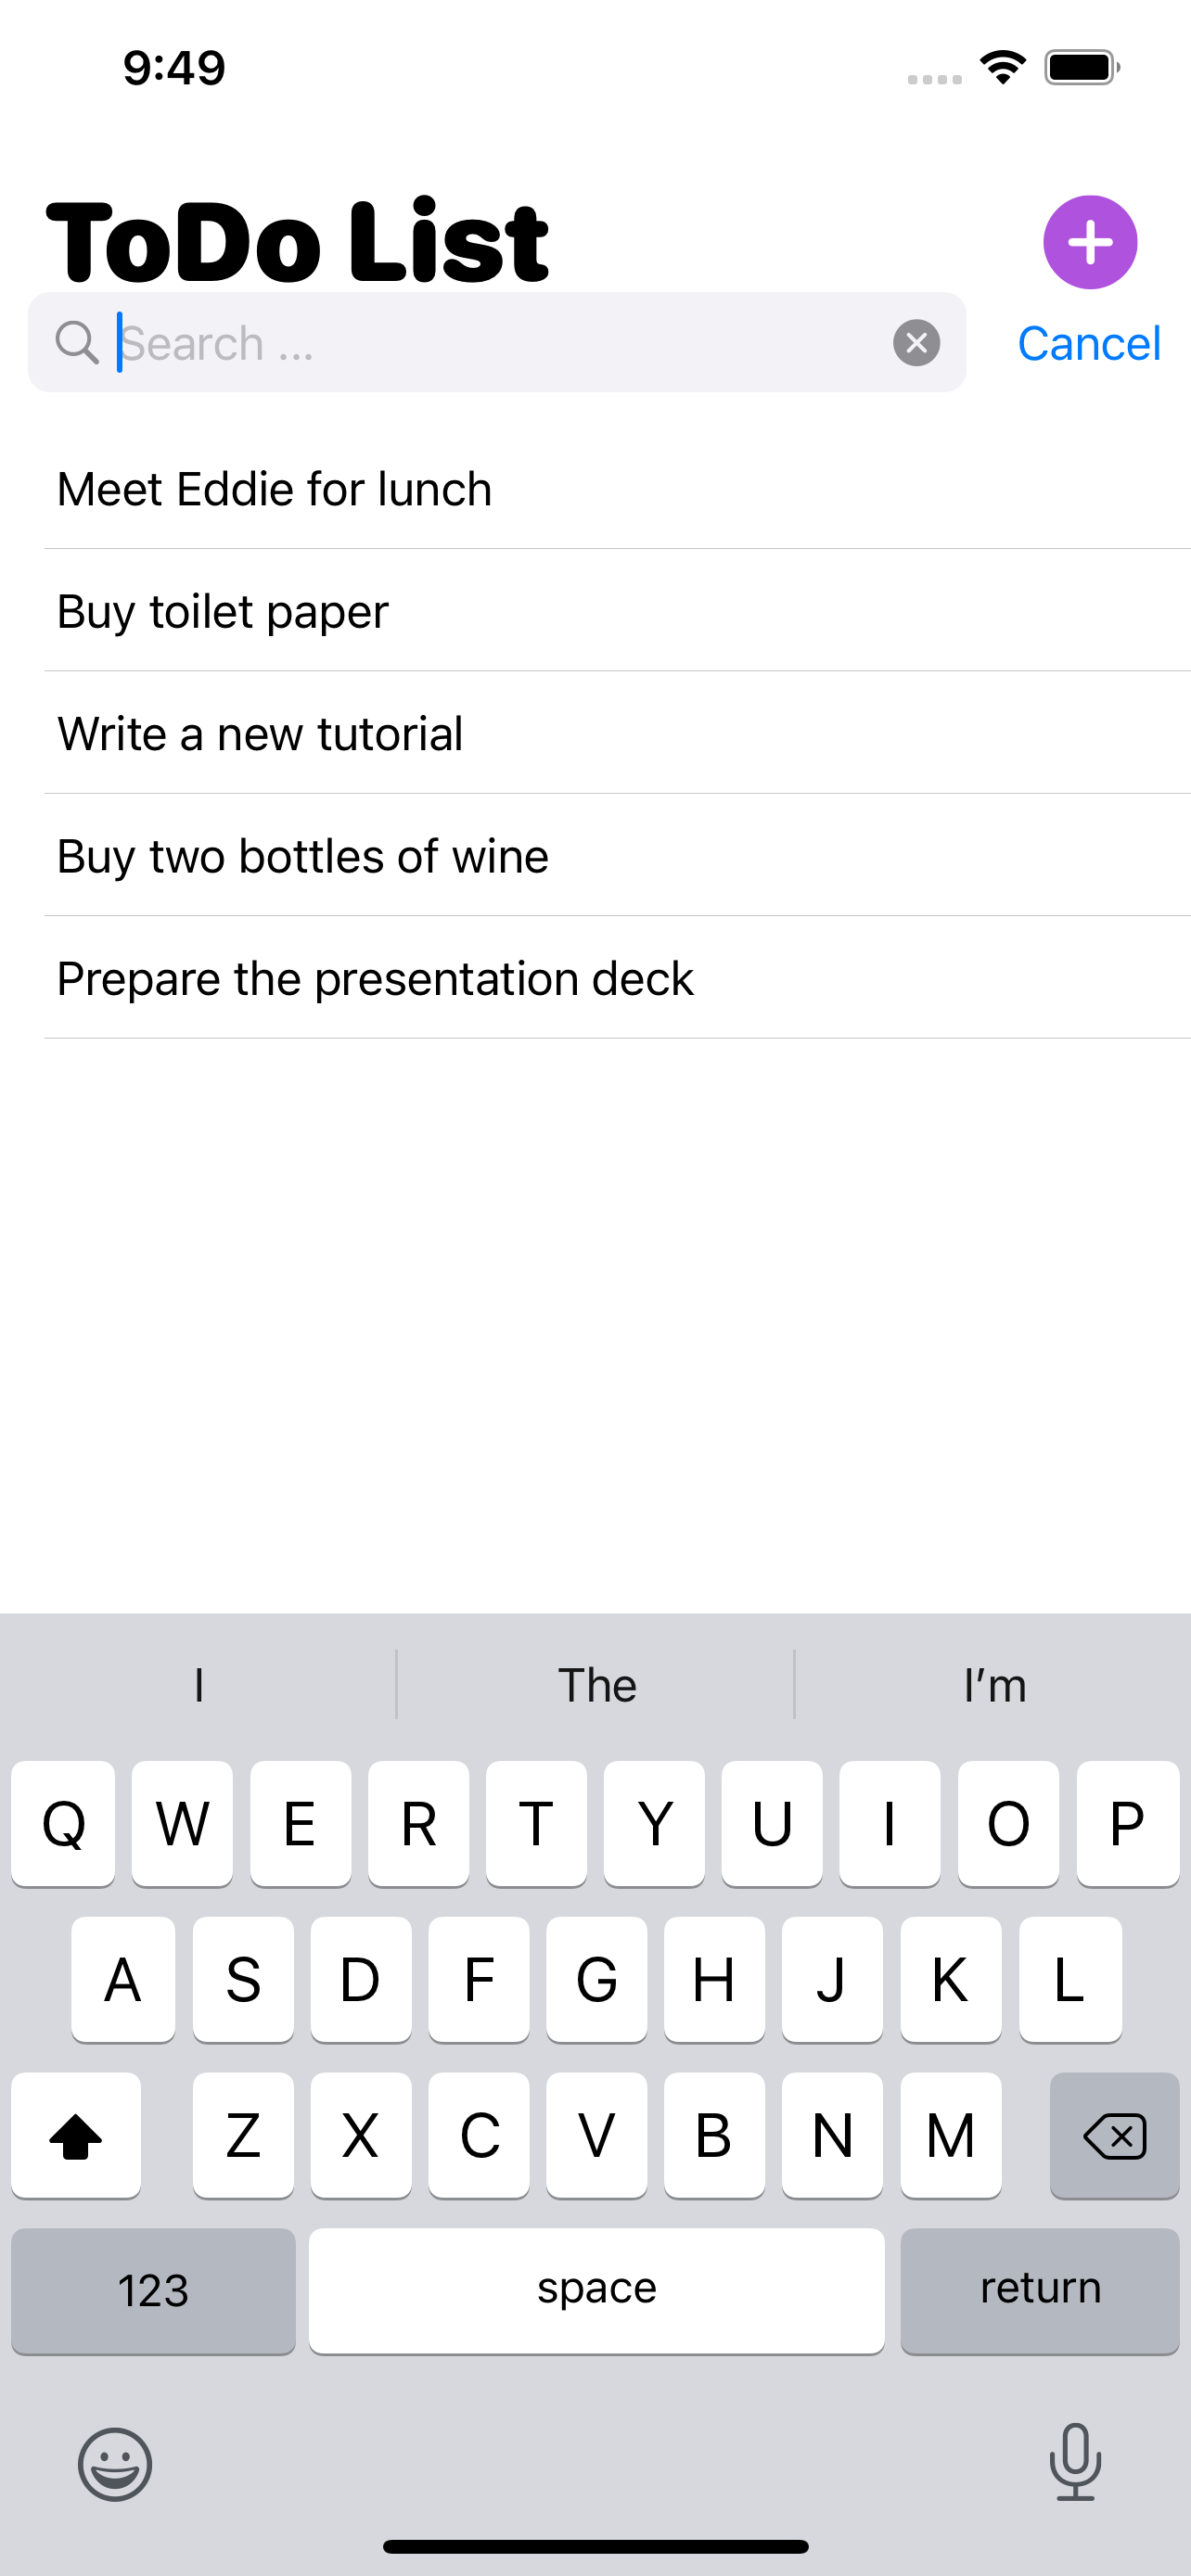 9:49
ToDo List
Search ...
Cancel
Meet Eddie for lunch
Buy toilet paper
Write a new tutorial
Buy two bottles of wine
Prepare the presentation deck
I The I’m
Q W E R T Y U I O P
A S D F G H J K L
Z X C V B N M
123 space return